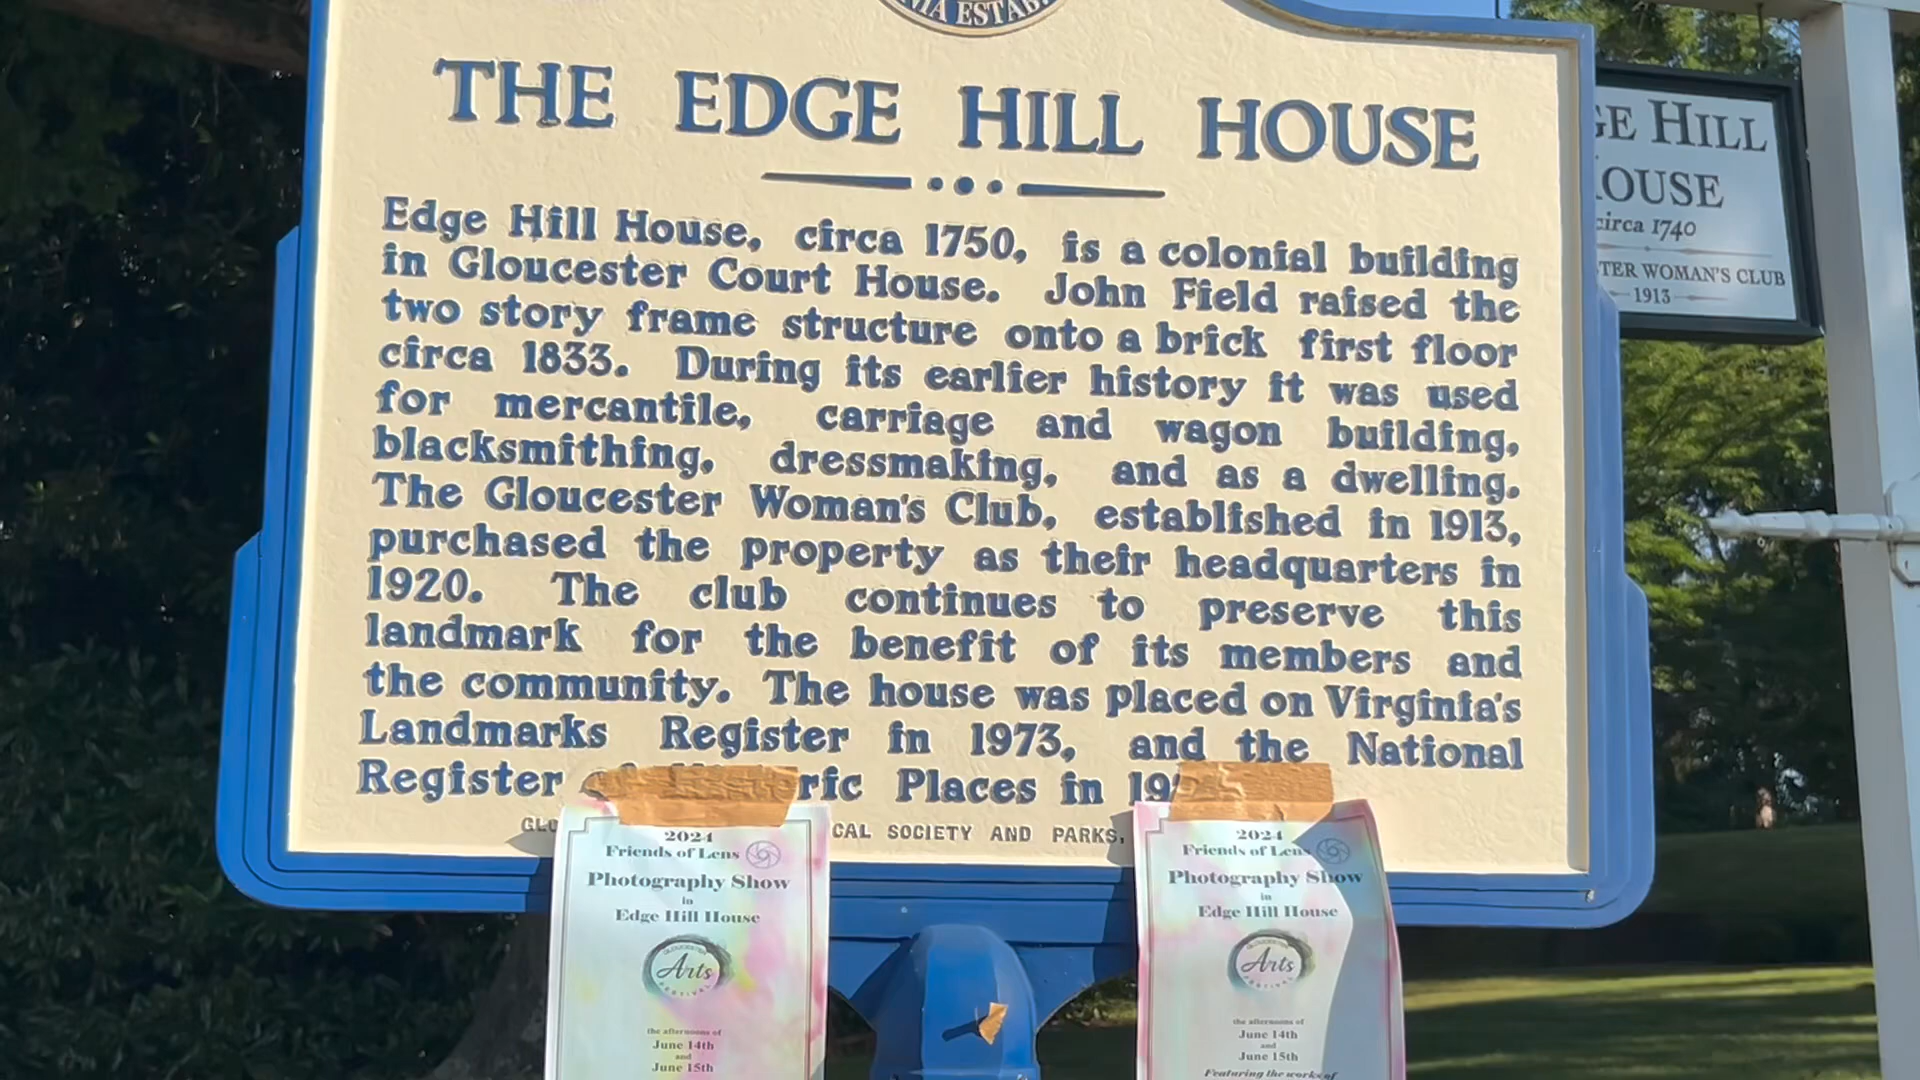 THE EDGE HILL HOUSE
Edge Hill House, circa 1750, is a colonial building
in Gloucester Court House. John Field raised the
two story frame structure onto a brick first floor
circa 1833. During its earlier history it was used
for mercantile, carriage and wagon building,
blacksmithing, dressmaking, and as a dwelling.
The Gloucester Woman's Club, established in 1913,
purchased the property as their headquarters in
1920. The club continues to preserve this
landmark for the benefit of its members and
the community. The house was placed on Virginia's
Landmarks Register in 1973, and the National
Register Places in
CAL SOCIETY AND PARKS,
GE HILL
OUSE
circa 1740
TER WOMAN'S CLUB
1913
2024
Friends of Lens
Photography Show
in
Edge Hill House
Arts
FESTIVAL
the afternoons of
June 14th
and
June 15th
2024
Friends of Lens
Photography Show
in
Edge Hill House
Arts
FESTIVAL
the afternoons of
June 14th
and
June 15th
Featuring the works of